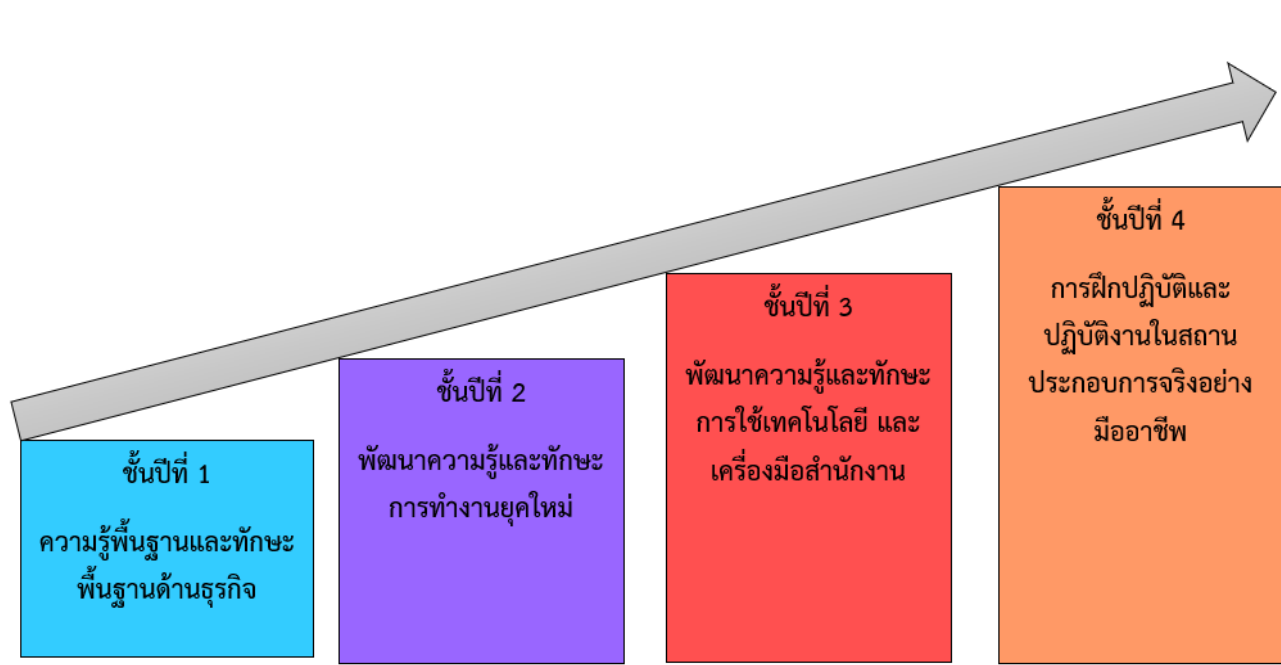 ชั้นปีที่ 1
ความรู้พื้นฐานและทักษะ
พื้นฐานด้านธุรกิจ
ชั้นปีที่ 2
พัฒนาความรู้และทักษะ
การทำงานยุคใหม่
ชั้นปีที่ 3
พัฒนาความรู้และทักษะ
การใช้เทคโนโลยี และ
เครื่องมือสำนักงาน
ชั้นปีที่ 4
การฝึกปฏิบัติและ
ปฏิบัติงานในสถาน
ประกอบการจริงอย่าง
มืออาชีพ